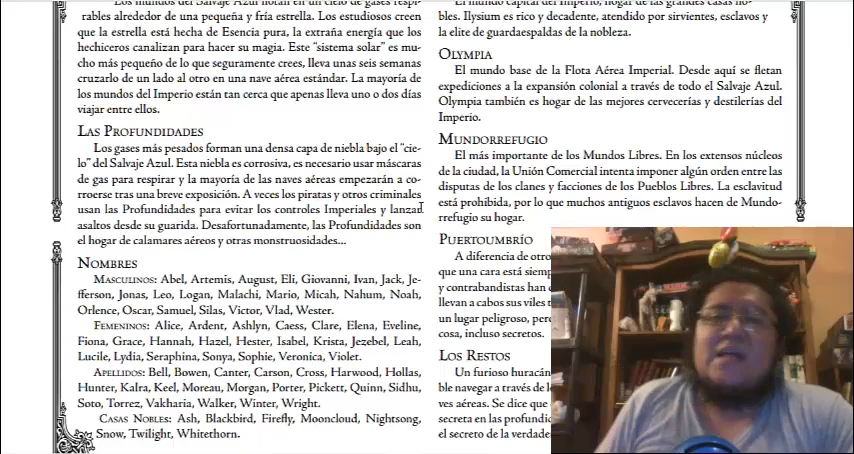 Los mundos del Salvaje Azul flotan en un cielo de gases respi-
rables alrededor de una pequeña y fría estrella. Los estudiosos creen
que la estrella está hecha de Esencia pura, la extraña energía que los
hechiceros canalizan para hacer su magia. Este “sistema solar” es mu-
cho más pequeño de lo que seguramente crees, lleva unas seis semanas
cruzarlo de un lado al otro en una nave aérea estándar. La mayoría de
los mundos del Imperio están tan cerca que apenas lleva uno o dos días
viajar entre ellos.
LAS PROFUNDIDADES
Los gases más pesados forman una densa capa de niebla bajo el “cie-
lo” del Salvaje Azul. Esta niebla es corrosiva, es necesario usar máscaras
de gas para respirar y la mayoría de las naves aéreas empezarán a co-
rroerse tras una breve exposición. A veces los piratas y otros criminales
usan las Profundidades para evitar los controles Imperiales y lanzar
asaltos desde su guarida. Desafortunadamente, las Profundidades son
el hogar de calamares aéreos y otras monstruosidades...
NOMBRES
MASCULINOS: Abel, Artemis, August, Eli, Giovanni, Ivan, Jack, Je-
fferson, Jonas, Leo, Logan, Malachi, Mario, Micah, Nahum, Noah,
Orlence, Oscar, Samuel, Silas, Victor, Vlad, Wester.
FEMENINOS: Alice, Ardent, Ashlyn, Caess, Clare, Elena, Eveline,
Fiona, Grace, Hannah, Hazel, Hester, Isabel, Krista, Jezebel, Leah,
Lucile, Lydia, Seraphina, Sonya, Sophie, Veronica, Violet.
APELLIDOS: Bell, Bowen, Canter, Carson, Cross, Harwood, Hollas,
Hunter, Kalra, Keel, Moreau, Morgan, Porter, Pickett, Quinn, Sidhu,
Soto, Torrez, Vakharia, Walker, Winter, Wright.
CASAS NOBLES: Ash, Blackbird, Firefly, Mooncloud, Nightsong,
Snow, Twilight, Whitethorn.
El mundo capital del Imperio, hogar de las grandes casas no-
bles. Ilysium es rico y decadente, atendido por sirvientes, esclavos y
la elite de guardaespaldas de la nobleza.
OLYMPIA
El mundo base de la Flota Aérea Imperial. Desde aquí se fletan
expediciones a la expansión colonial a través de todo el Salvaje Azul.
Olympia también es hogar de las mejores cervecerías y destilerías del
Imperio.
MUNDORREFUGIO
El más importante de los Mundos Libres. En los extensos núcleos
de la ciudad, la Unión Comercial intenta imponer algún orden entre las
disputas de los clanes y facciones de los Pueblos Libres. La esclavitud
está prohibida, por lo que muchos antiguos esclavos hacen de Mundo-
rrefugio su hogar.
PUERTOUMBRÍO
A diferencia de otro
que una cara está siemp
y contrabandistas han
llevan a cabos sus viles
un lugar peligroso, per
cosa, incluso secretos.
LOS RESTOS
Un furioso huracán
ble navegar a través de
ves aéreas. Se dice que
secreta en las profundi
el secreto de la verdade